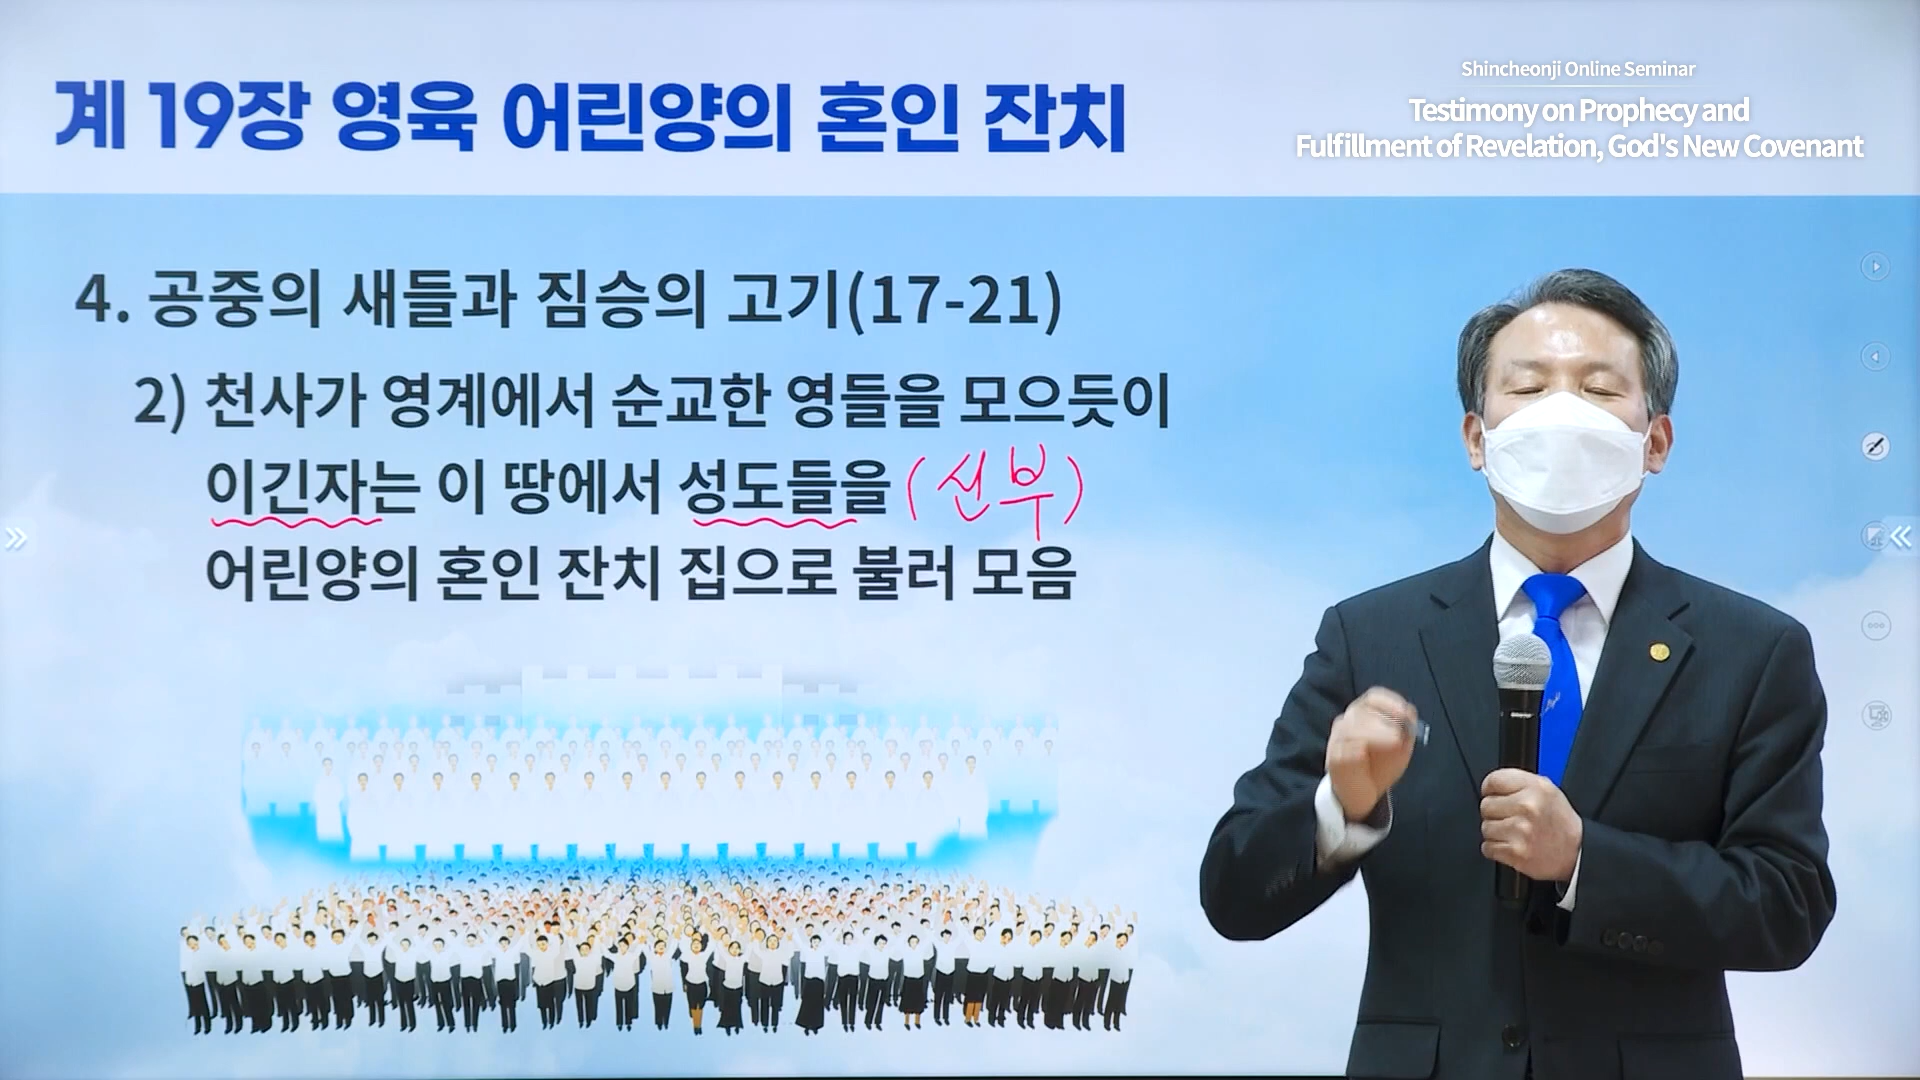 계 19장 영육 어린양의 혼인 잔치
Shincheonji Online Seminar
Testimony on Prophecy and
Fulfillment of Revelation, God's New Covenant
4. 공중의 새들과 짐승의 고기(17-21)
2) 천사가 영계에서 순교한 영들을 모으듯이
이긴자는 이 땅에서 성도들을 (신부)
어린양의 혼인 잔치 집으로 불러 모음